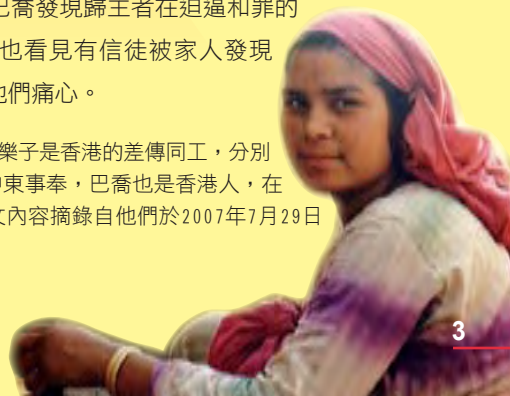 巴喬發現歸主者在迫逼和罪的
也看見有信徒被家人發現
他們痛心。
樂子是香港的差傳同工，分別
中東事奉，巴喬也是香港人，在
文內容摘錄自他們於2007年7月29日
3